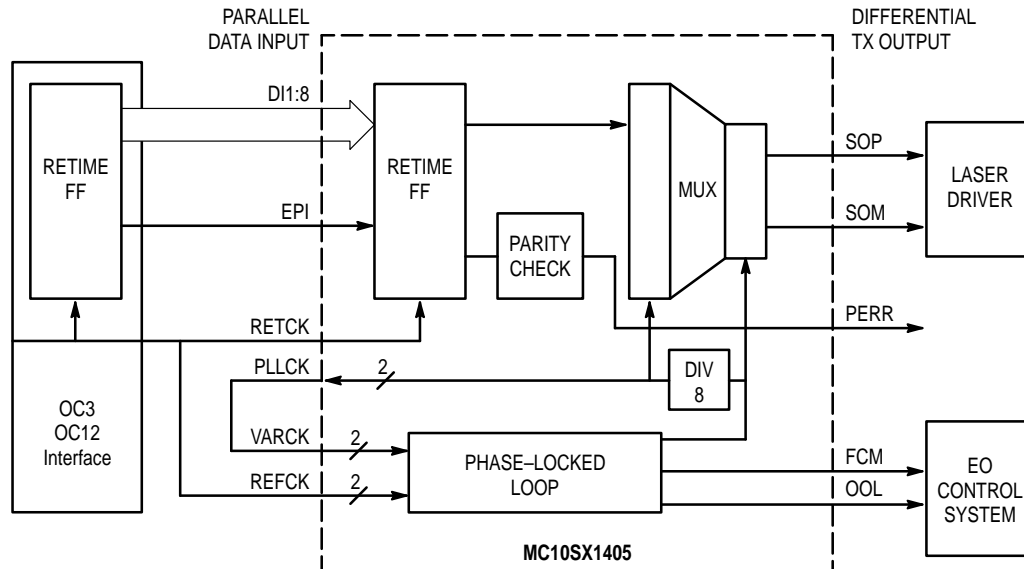 PARALLEL
DATA INPUT
DIFFERENTIAL
TX OUTPUT
DI1:8
RETIME
FF
RETIME
FF
MUX
SOP
LASER
DRIVER
EPI
SOM
PARITY
CHECK
RETCK
PERR
PLLCK
2
DIV
8
OC3
OC12
Interface
VARCK
2
PHASE–LOCKED
LOOP
FCM
EO
CONTROL
SYSTEM
REFCK
2
OOL
MC10SX1405